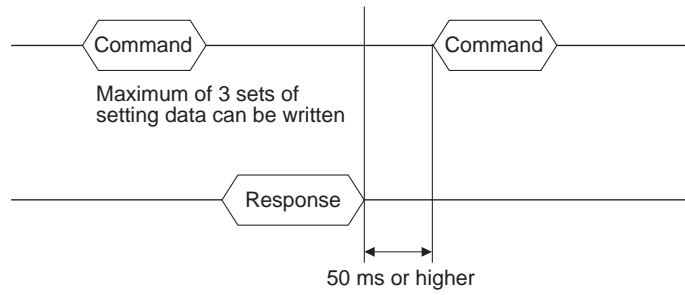 Command
Command
Maximum of 3 sets of
setting data can be written
Response
50 ms or higher